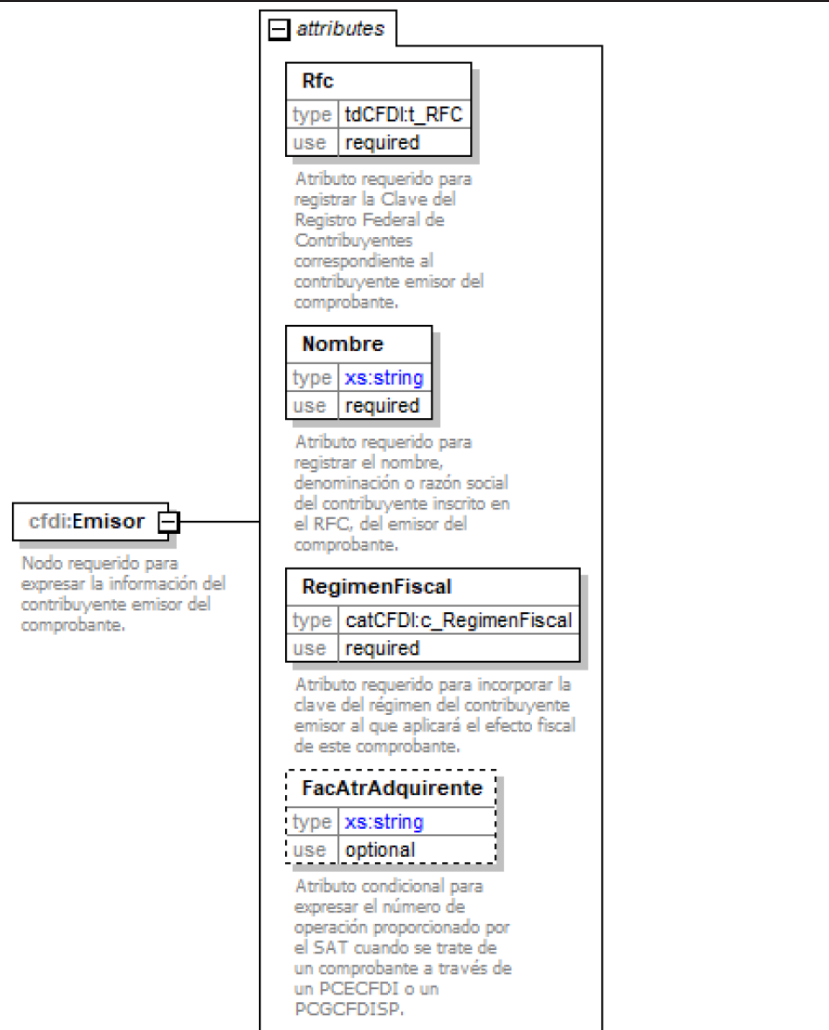 attributes
Rfc
type tdCFDI:t_RFC
use required
Atributo requerido para
registrar la Clave del
Registro Federal de
Contribuyentes
correspondiente al
contribuyente emisor del
comprobante.
Nombre
type xs:string
use required
Atributo requerido para
registrar el nombre,
denominación o razón social
del contribuyente inscrito en
el RFC, del emisor del
comprobante.
cfdi:Emisor
Nodo requerido para
expresar la información del
contribuyente emisor del
comprobante.
RegimenFiscal
type catCFDI:c_RegimenFiscal
use required
Atributo requerido para incorporar la
clave del régimen del contribuyente
emisor al que aplicará el efecto fiscal
de este comprobante.
FacAtrAdquirente
type xs:string
use optional
Atributo condicional para
expresar el número de
operación proporcionado por
el SAT cuando se trate de
un comprobante a través de
un PCECFDI o un
PCGCFDISP.